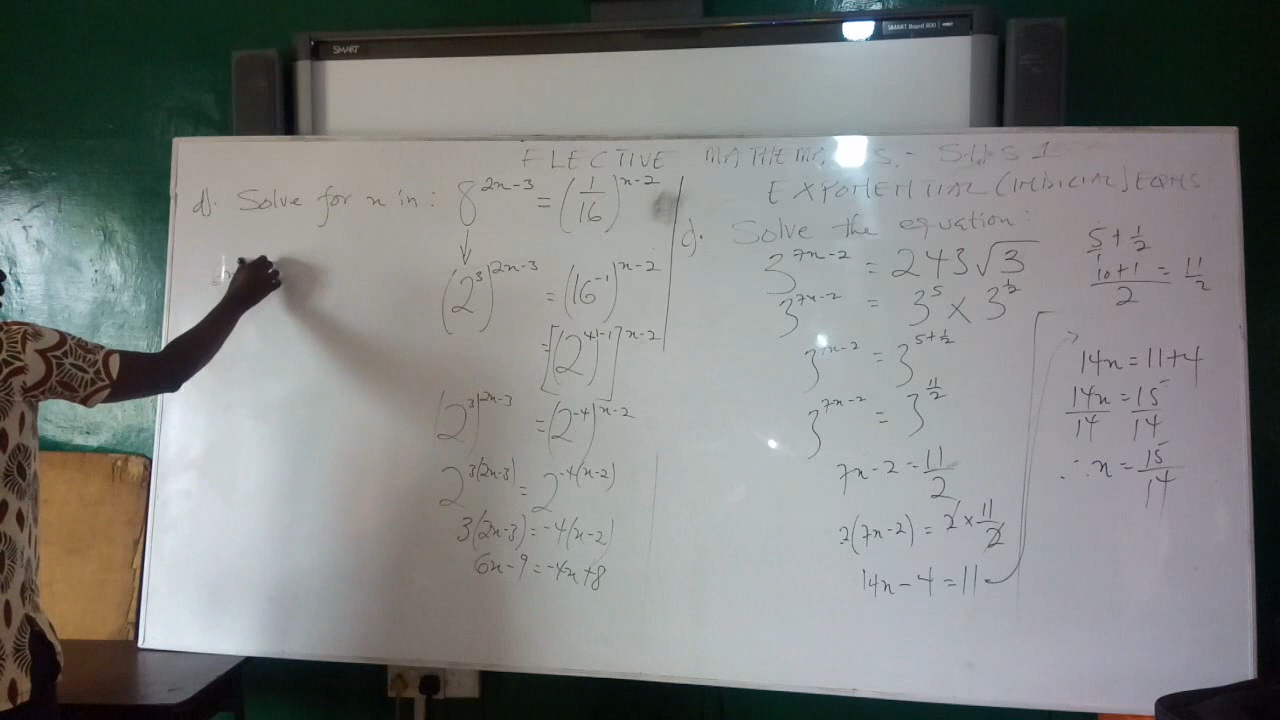 SMART
SMART Board 800
ELECTIVE MATHEMATICS - SHS 1
EXPONENTIAL (INDICIAL) EQNS
d). Solve for x in: 8^(2x-3) = (1/16)^(x-2)
(2^3)^(2x-3) = (16^-1)^(x-2)
= [(2^4)^-1]^(x-2)
(2^3)^(2x-3) = (2^-4)^(x-2)
2^(3(2x-3)) = 2^(-4(x-2))
3(2x-3) = -4(x-2)
6x-9 = -4x+8
g. Solve the equation:
3^(7x-2) = 243√3
3^(7x-2) = 3^5 × 3^(1/2)
3^(7x-2) = 3^(5+1/2)
3^(7x-2) = 3^(11/2)
7x-2 = 11/2
2(7x-2) = 2 × 11/2
14x-4 = 11
5/1 + 1/2
(10+1)/2 = 11/2
14x = 11+4
14x/14 = 15/14
∴ x = 15/14